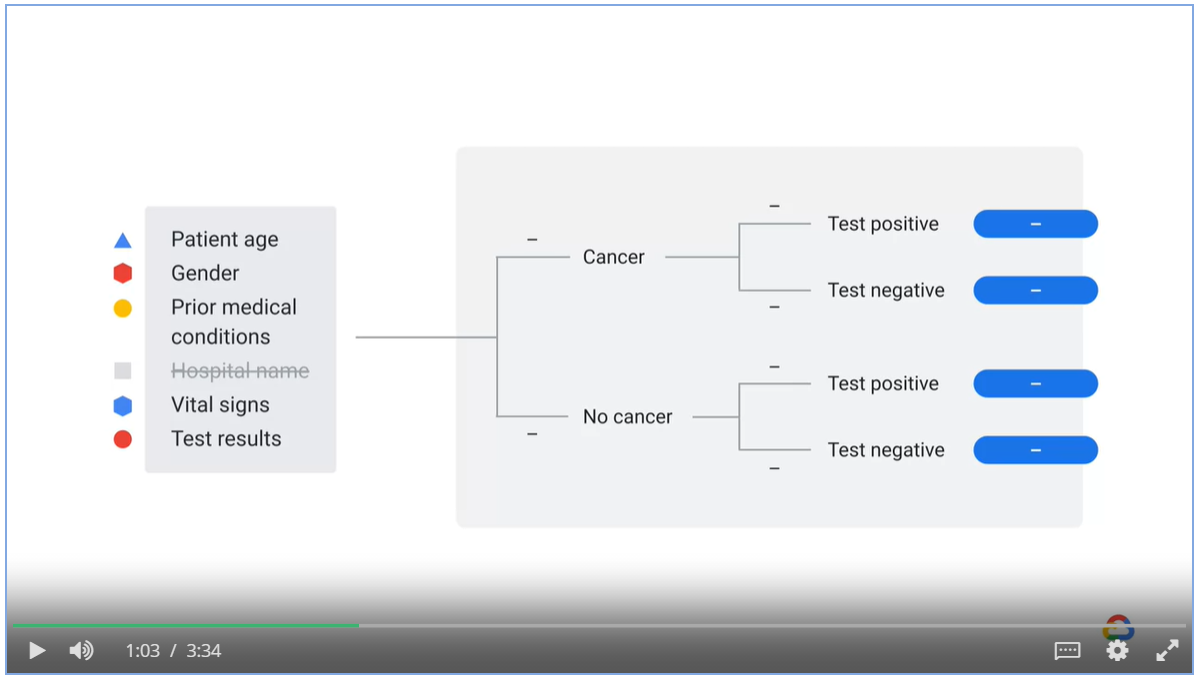 Patient age
Gender
Prior medical
conditions
Hospital name
Vital signs
Test results
–
Cancer
–
No cancer
–
Test positive
–
–
Test negative
–
–
Test positive
–
–
Test negative
–
1:03 / 3:34